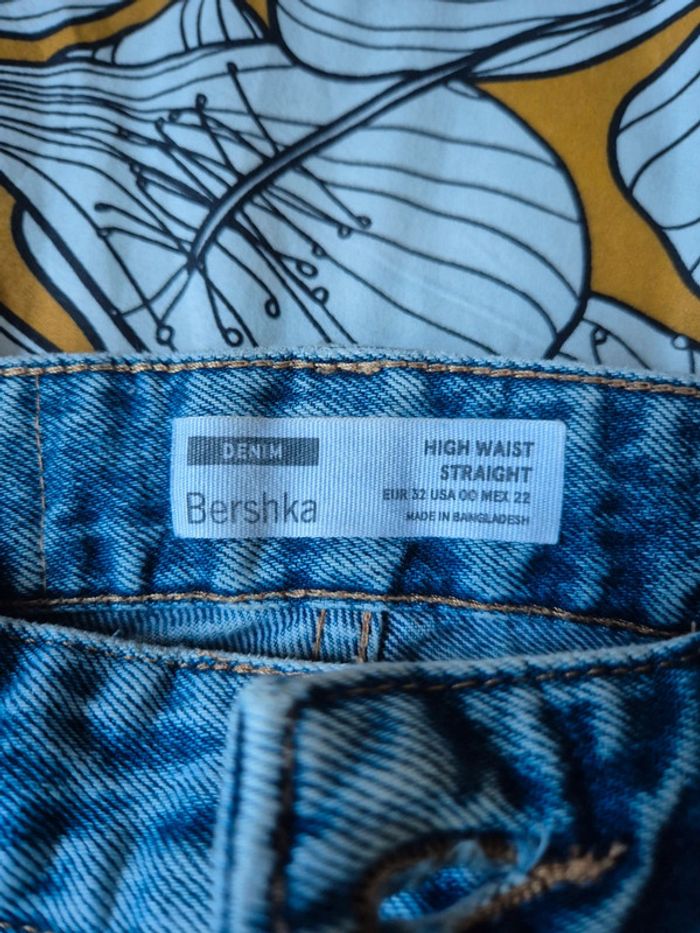 DENIM
Bershka
HIGH WAIST
STRAIGHT
EUR 32 USA 00 MEX 22
MADE IN BANGLADESH